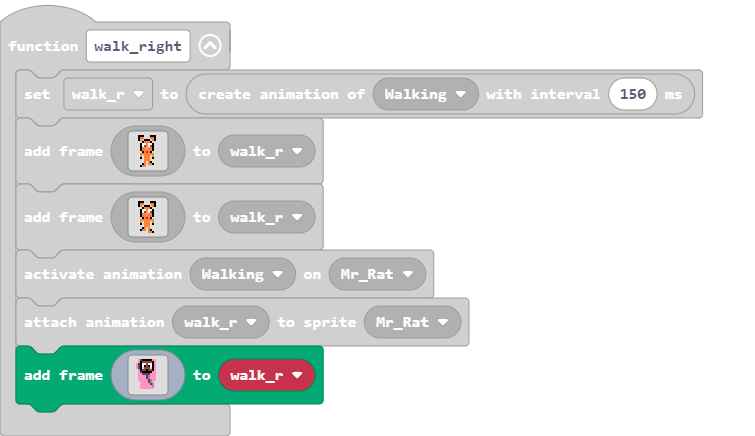 function walk_right
set walk_r to create animation of Walking with interval 150 ms
add frame to walk_r
add frame to walk_r
activate animation Walking on Mr_Rat
attach animation walk_r to sprite Mr_Rat
add frame to walk_r